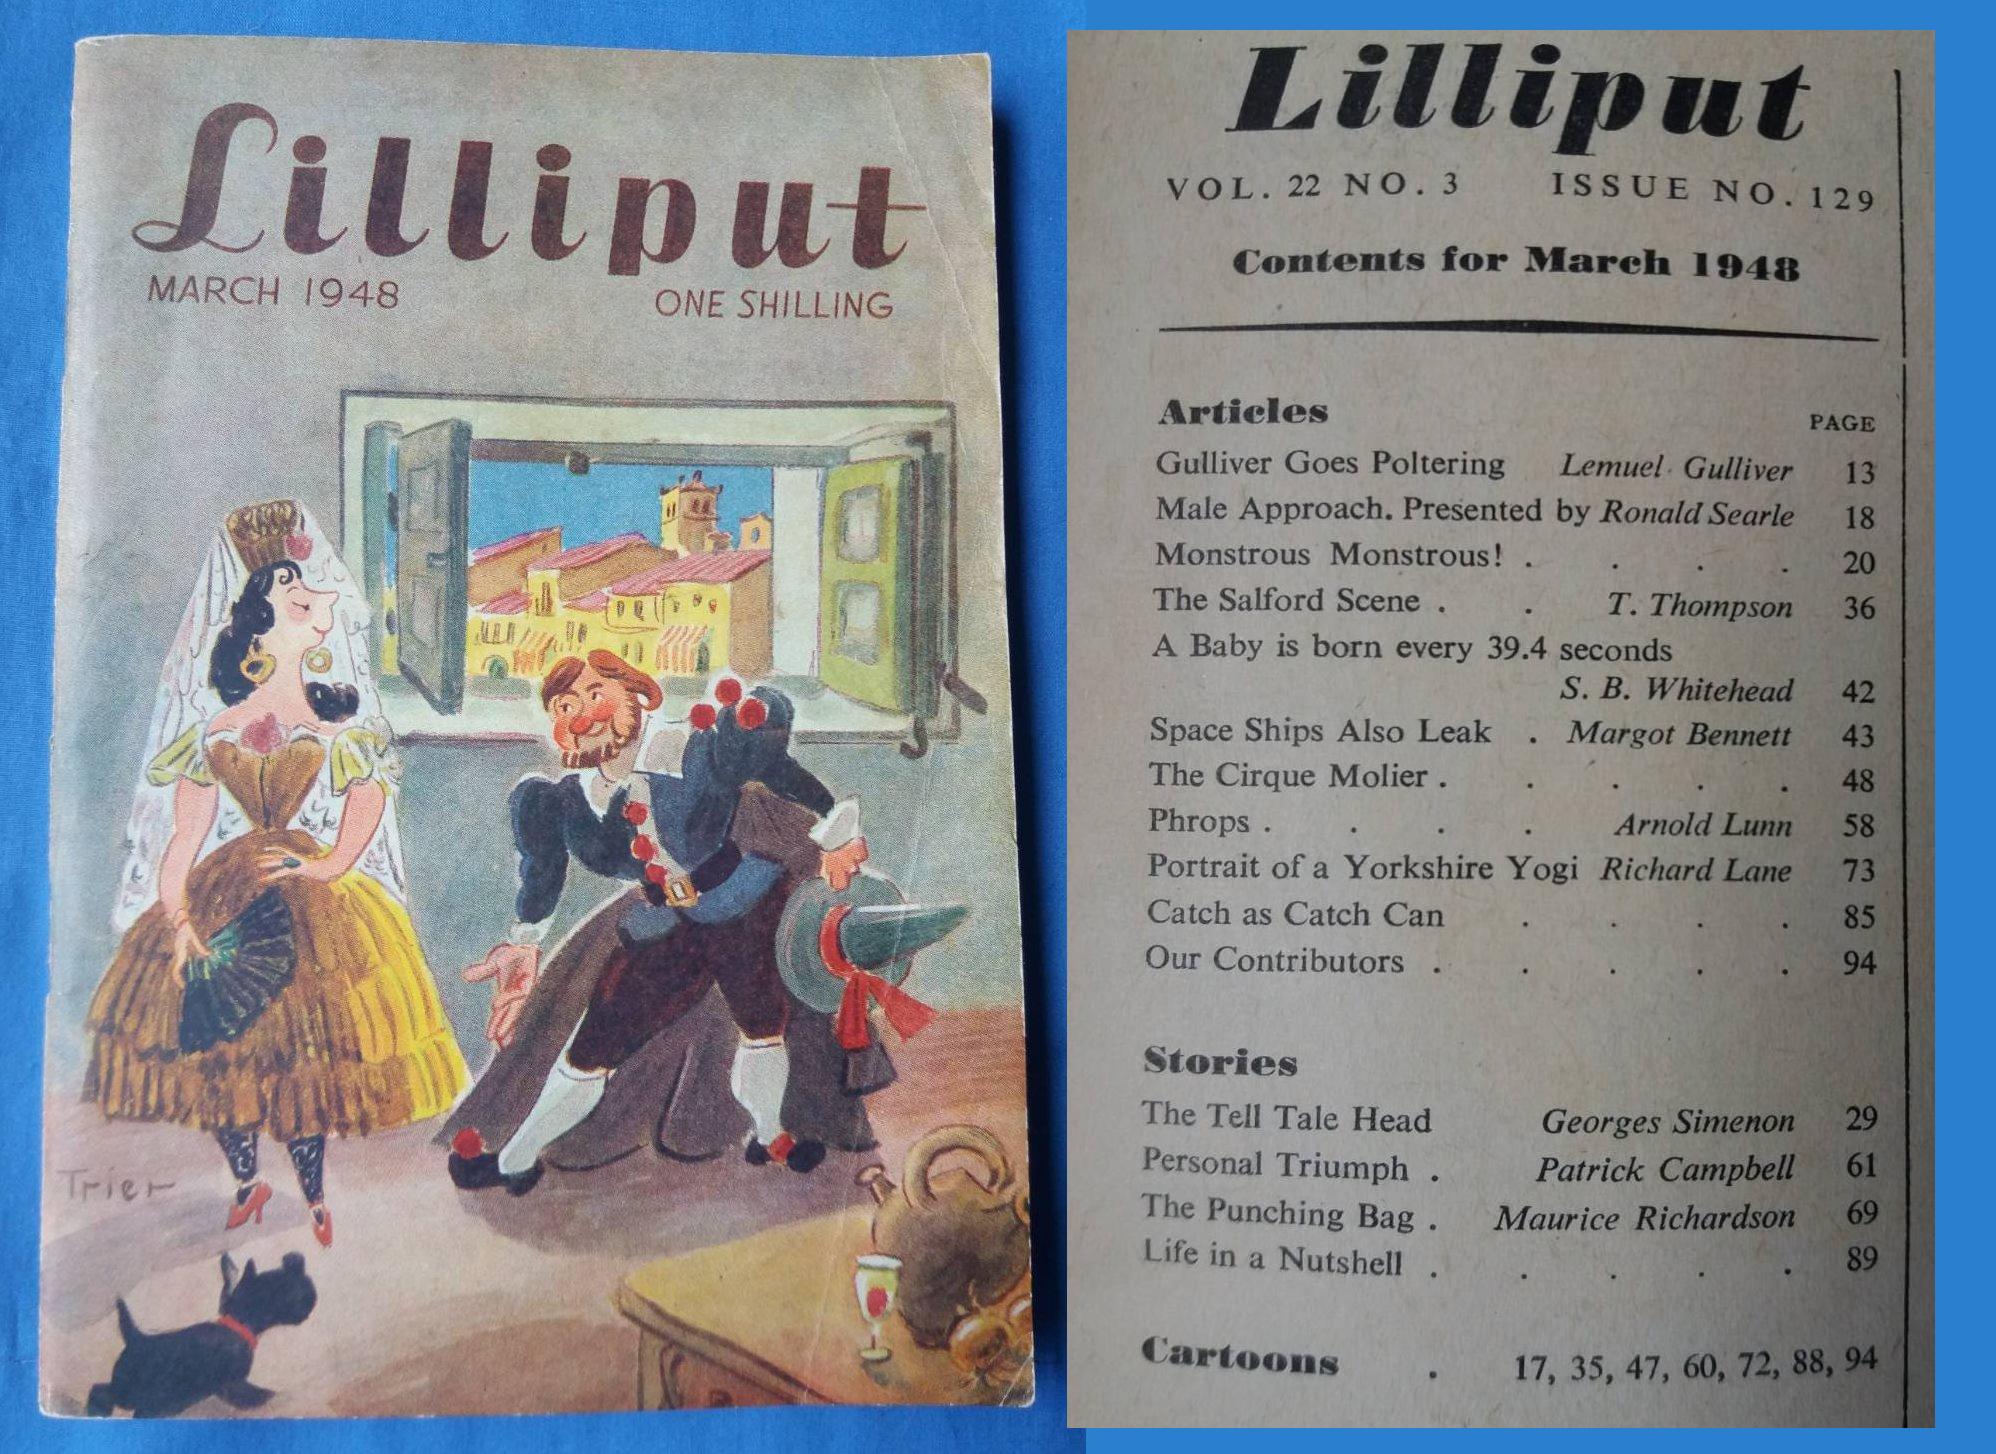 Lilliput
MARCH 1948 ONE SHILLING
Trier
Lilliput
VOL. 22 NO. 3 ISSUE NO. 129
Contents for March 1948
Articles
PAGE
Gulliver Goes Poltering Lemuel Gulliver 13
Male Approach. Presented by Ronald Searle 18
Monstrous Monstrous! . . . . 20
The Salford Scene . . T. Thompson 36
A Baby is born every 39.4 seconds
S. B. Whitehead 42
Space Ships Also Leak . Margot Bennett 43
The Cirque Molier . . . . . 48
Phrops . . . . Arnold Lunn 58
Portrait of a Yorkshire Yogi Richard Lane 73
Catch as Catch Can . . . . 85
Our Contributors . . . . . 94
Stories
The Tell Tale Head Georges Simenon 29
Personal Triumph . Patrick Campbell 61
The Punching Bag . Maurice Richardson 69
Life in a Nutshell . . . . . 89
Cartoons . 17, 35, 47, 60, 72, 88, 94